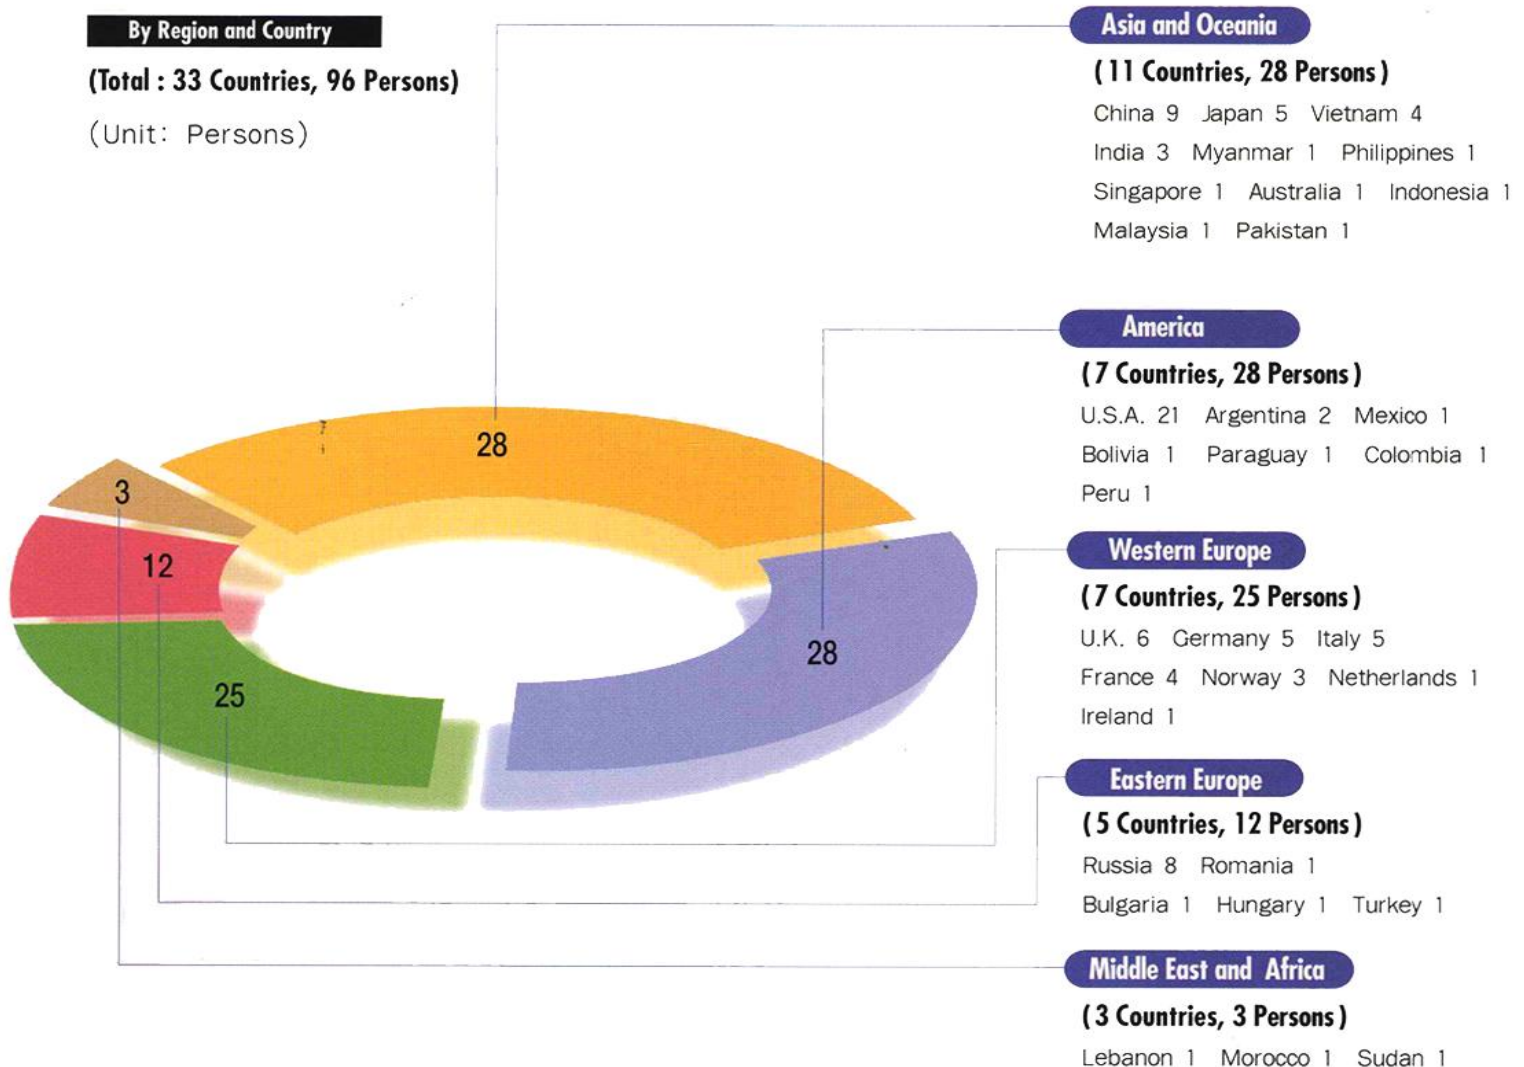 By Region and Country
(Total : 33 Countries, 96 Persons)
(Unit: Persons)
Asia and Oceania
(11 Countries, 28 Persons)
China 9 Japan 5 Vietnam 4
India 3 Myanmar 1 Philippines 1
Singapore 1 Australia 1 Indonesia 1
Malaysia 1 Pakistan 1
America
(7 Countries, 28 Persons)
U.S.A. 21 Argentina 2 Mexico 1
Bolivia 1 Paraguay 1 Colombia 1
Peru 1
Western Europe
(7 Countries, 25 Persons)
U.K. 6 Germany 5 Italy 5
France 4 Norway 3 Netherlands 1
Ireland 1
Eastern Europe
(5 Countries, 12 Persons)
Russia 8 Romania 1
Bulgaria 1 Hungary 1 Turkey 1
Middle East and Africa
(3 Countries, 3 Persons)
Lebanon 1 Morocco 1 Sudan 1
28
3
12
28
25